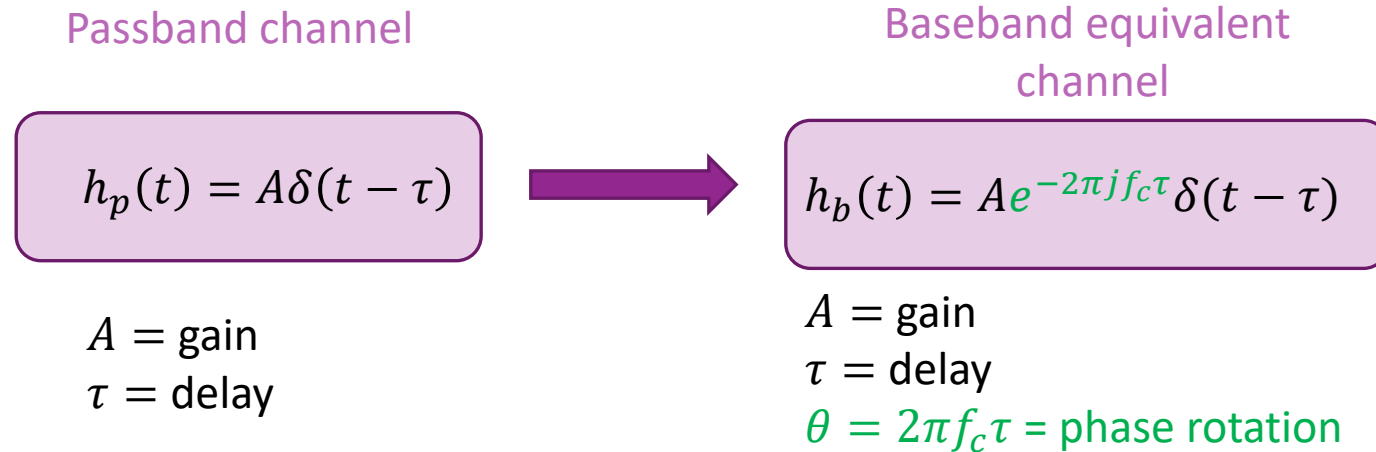 Passband channel
h_p(t) = Aδ(t − τ)
A = gain
τ = delay
Baseband equivalent
channel
h_b(t) = Ae^{−2πjf_cτ}δ(t − τ)
A = gain
τ = delay
θ = 2πf_cτ = phase rotation